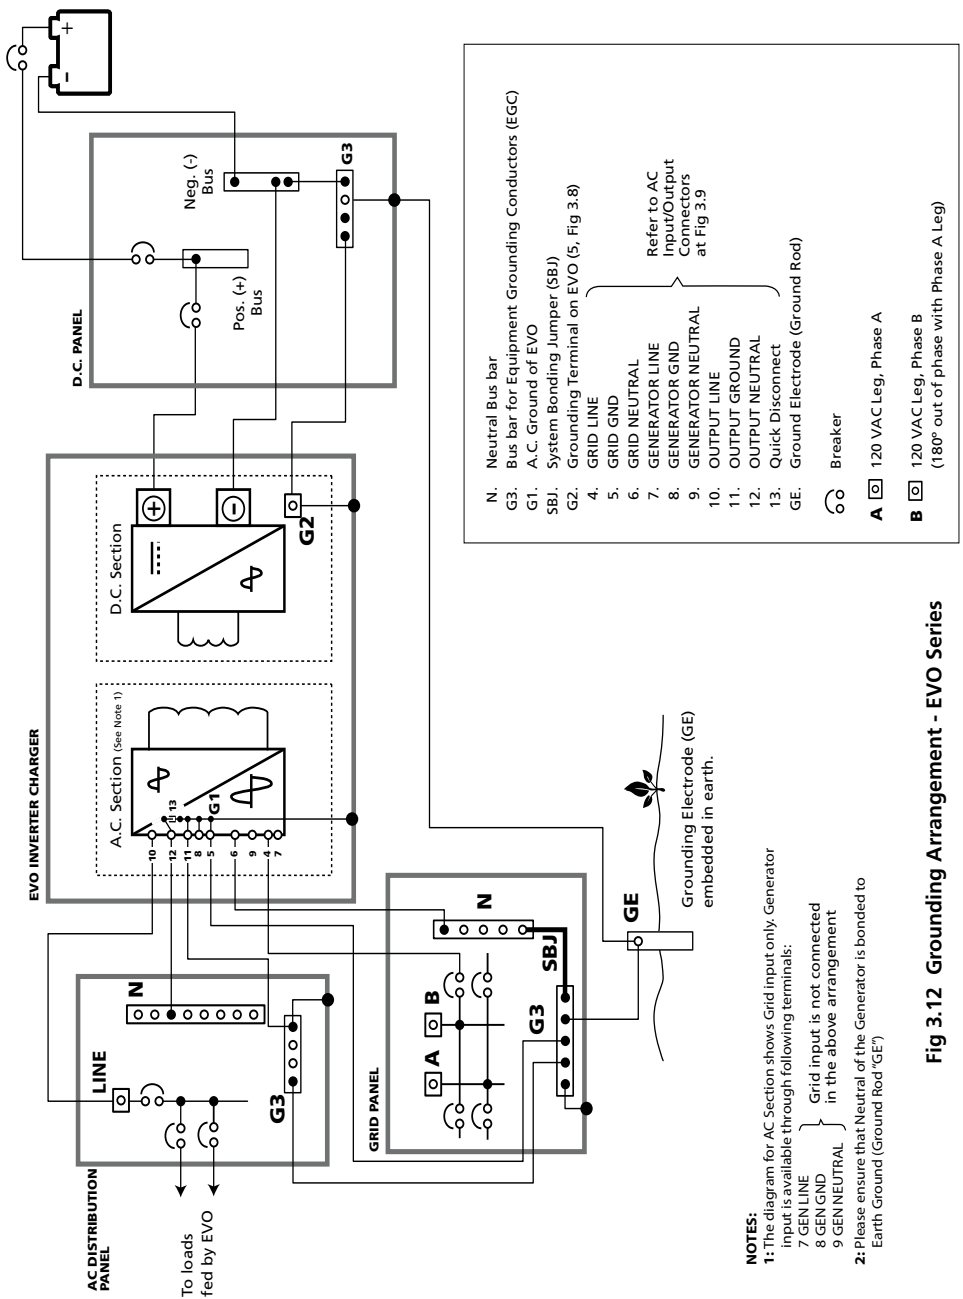 AC DISTRIBUTION
PANEL
To loads
fed by EVO
LINE
N
G3
EVO INVERTER CHARGER
A.C. Section (See Note 1)
13
G1
10
12
11
8
5
6
9
4
7
D.C. Section
+
−
G2
D.C. PANEL
Pos. (+)
Bus
Neg. (-)
Bus
G3
+
−
GRID PANEL
A
B
N
SBJ
G3
GE
Grounding Electrode (GE)
embedded in earth.
N. Neutral Bus bar
G3. Bus bar for Equipment Grounding Conductors (EGC)
G1. A.C. Ground of EVO
SBJ. System Bonding Jumper (SBJ)
G2. Grounding Terminal on EVO (5, Fig 3.8)
4. GRID LINE
5. GRID GND
6. GRID NEUTRAL
7. GENERATOR LINE
8. GENERATOR GND
9. GENERATOR NEUTRAL
10. OUTPUT LINE
11. OUTPUT GROUND
12. OUTPUT NEUTRAL
13. Quick Disconnect
GE. Ground Electrode (Ground Rod)
Refer to AC
Input/Output
Connectors
at Fig 3.9
Breaker
A 120 VAC Leg, Phase A
B 120 VAC Leg, Phase B
(180º out of phase with Phase A Leg)
NOTES:
1: The diagram for AC Section shows Grid input only. Generator
input is available through following terminals:
7 GEN LINE
8 GEN GND
9 GEN NEUTRAL
Grid input is not connected
in the above arrangement
2: Please ensure that Neutral of the Generator is bonded to
Earth Ground (Ground Rod "GE")
Fig 3.12 Grounding Arrangement - EVO Series